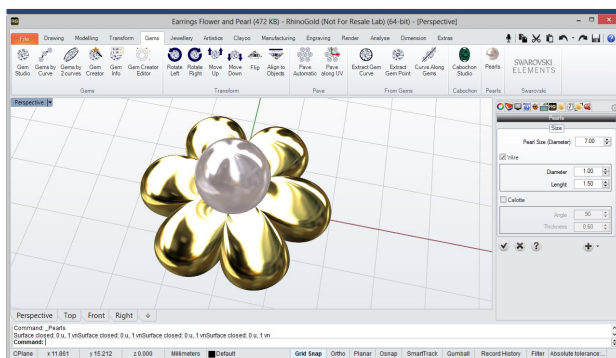 Earrings Flower and Pearl (472 KB) - RhinoGold (Not For Resale Lab) (64-bit) - [Perspective]
File Drawing Modelling Transform Gems Jewellery Artistics Clayoo Manufacturing Engraving Render Analyse Dimension Extras
Gem Studio
Gems by Curve
Gems by 2 curves
Gem Creator
Gem Info
Gem Creator Editor
Rotate Left
Rotate Right
Move Up
Move Down
Flip
Align to Objects
Pave Automatic
Pave along UV
Extract Gem Curve
Extract Gem Point
Curve Along Gems
Cabochon Studio
Pearls
SWAROVSKI
ELEMENTS
Gems Transform Pave From Gems Cabochon Pearls Swarovski
Perspective
Pearls
Size
Pearl Size (Diameter) 7.00
Wire
Diameter 1.00
Lenght 1.50
Calotte
Angle 90
Thickness 0.60
Perspective Top Front Right
Command: _Pearls
Surface closed: 0 u, 1 vnSurface closed: 0 u, 1 vnSurface closed: 0 u, 1 vnSurface closed: 0 u, 1 vn
Command:
CPlane x 11.861 y 15.212 z 0.000 Millimeters Default Grid Snap Ortho Planar Osnap SmartTrack Gumball Record History Filter Absolute tolerance...